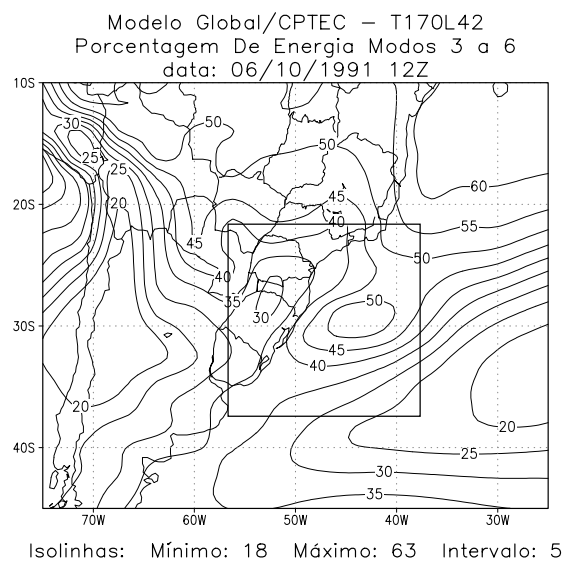 Modelo Global/CPTEC – T170L42
Porcentagem De Energia Modos 3 a 6
data: 06/10/1991 12Z
10S
30
50
25
50
25
60
20
45
20S
40
55
45
50
40
35
50
30
30S
45
40
20
20
40S
25
30
35
70W 60W 50W 40W 30W
Isolinhas: Mínimo: 18 Máximo: 63 Intervalo: 5